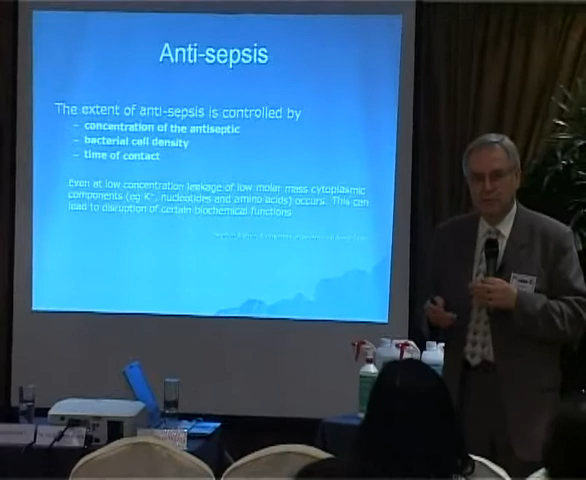 Anti-sepsis
The extent of anti-sepsis is controlled by
– concentration of the antiseptic
– bacterial cell density
– time of contact
Even at low concentration leakage of low molar mass cytoplasmic
components (eg K⁺, nucleotides and amino acids) occurs. This can
lead to disruption of certain biochemical functions